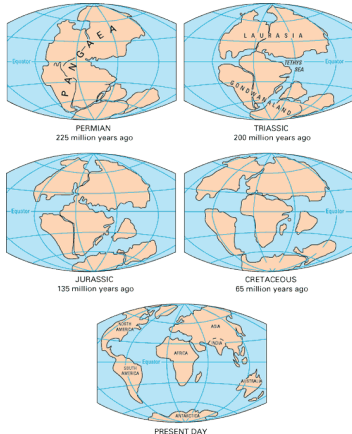 Equator
PANGAEA
PERMIAN
225 million years ago
LAURASIA
TETHYS
SEA
GONDWANALAND
TRIASSIC
200 million years ago
Equator
JURASSIC
135 million years ago
Equator
CRETACEOUS
65 million years ago
NORTH
AMERICA
ASIA
AFRICA
INDIA
Equator
SOUTH
AMERICA
AUSTRALIA
ANTARCTICA
PRESENT DAY